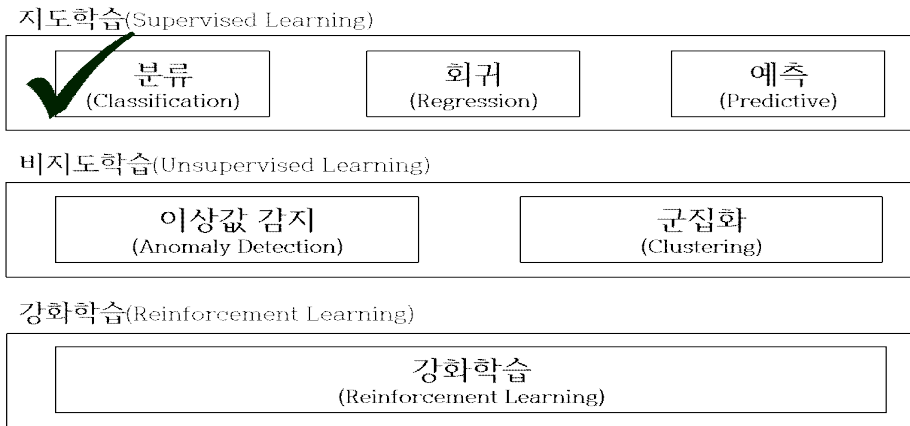 지도학습(Supervised Learning)
분류 회귀 예측
(Classification) (Regression) (Predictive)
비지도학습(Unsupervised Learning)
이상값 감지 군집화
(Anomaly Detection) (Clustering)
강화학습(Reinforcement Learning)
강화학습
(Reinforcement Learning)